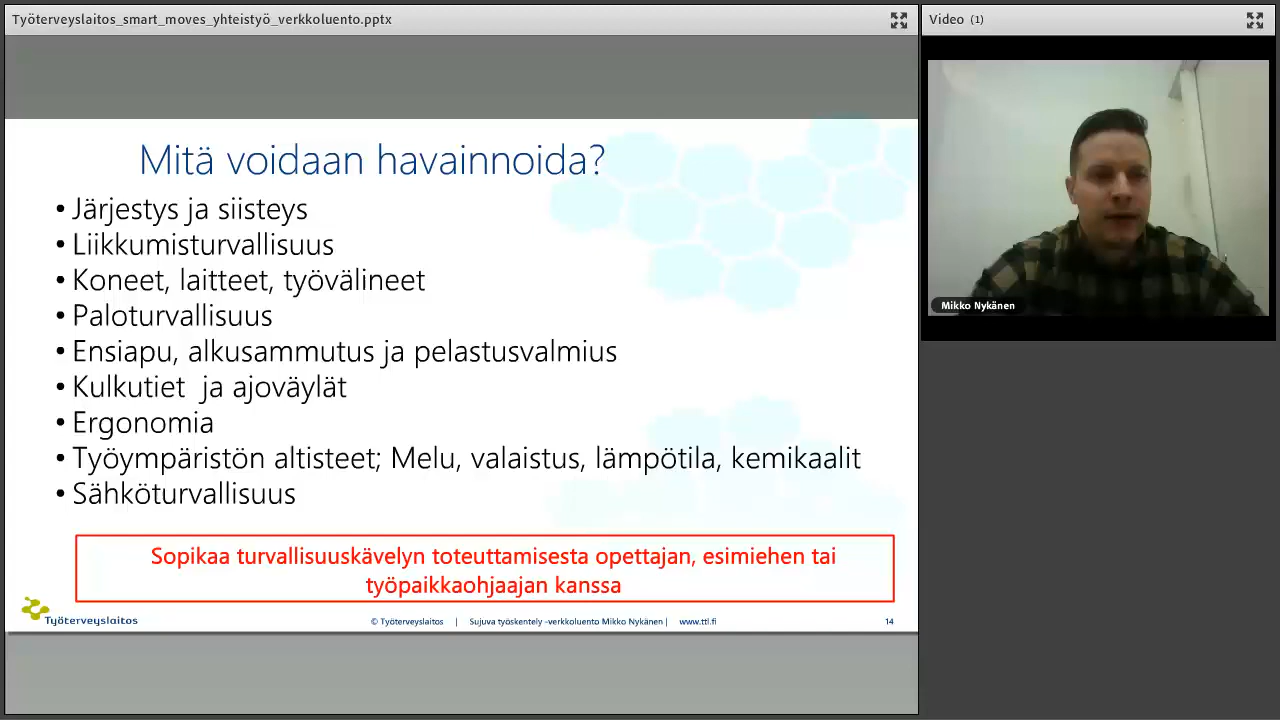 Työterveyslaitos_smart_moves_yhteistyö_verkkoluento.pptx
Video (1)
Mitä voidaan havainnoida?
• Järjestys ja siisteys
• Liikkumisturvallisuus
• Koneet, laitteet, työvälineet
• Paloturvallisuus
• Ensiapu, alkusammutus ja pelastusvalmius
• Kulkutiet ja ajoväylät
• Ergonomia
• Työympäristön altisteet; Melu, valaistus, lämpötila, kemikaalit
• Sähköturvallisuus
Sopikaa turvallisuuskävelyn toteuttamisesta opettajan, esimiehen tai
työpaikkaohjaajan kanssa
Työterveyslaitos
© Työterveyslaitos | Sujuva työskentely -verkkoluento Mikko Nykänen | www.ttl.fi 14
Mikko Nykänen